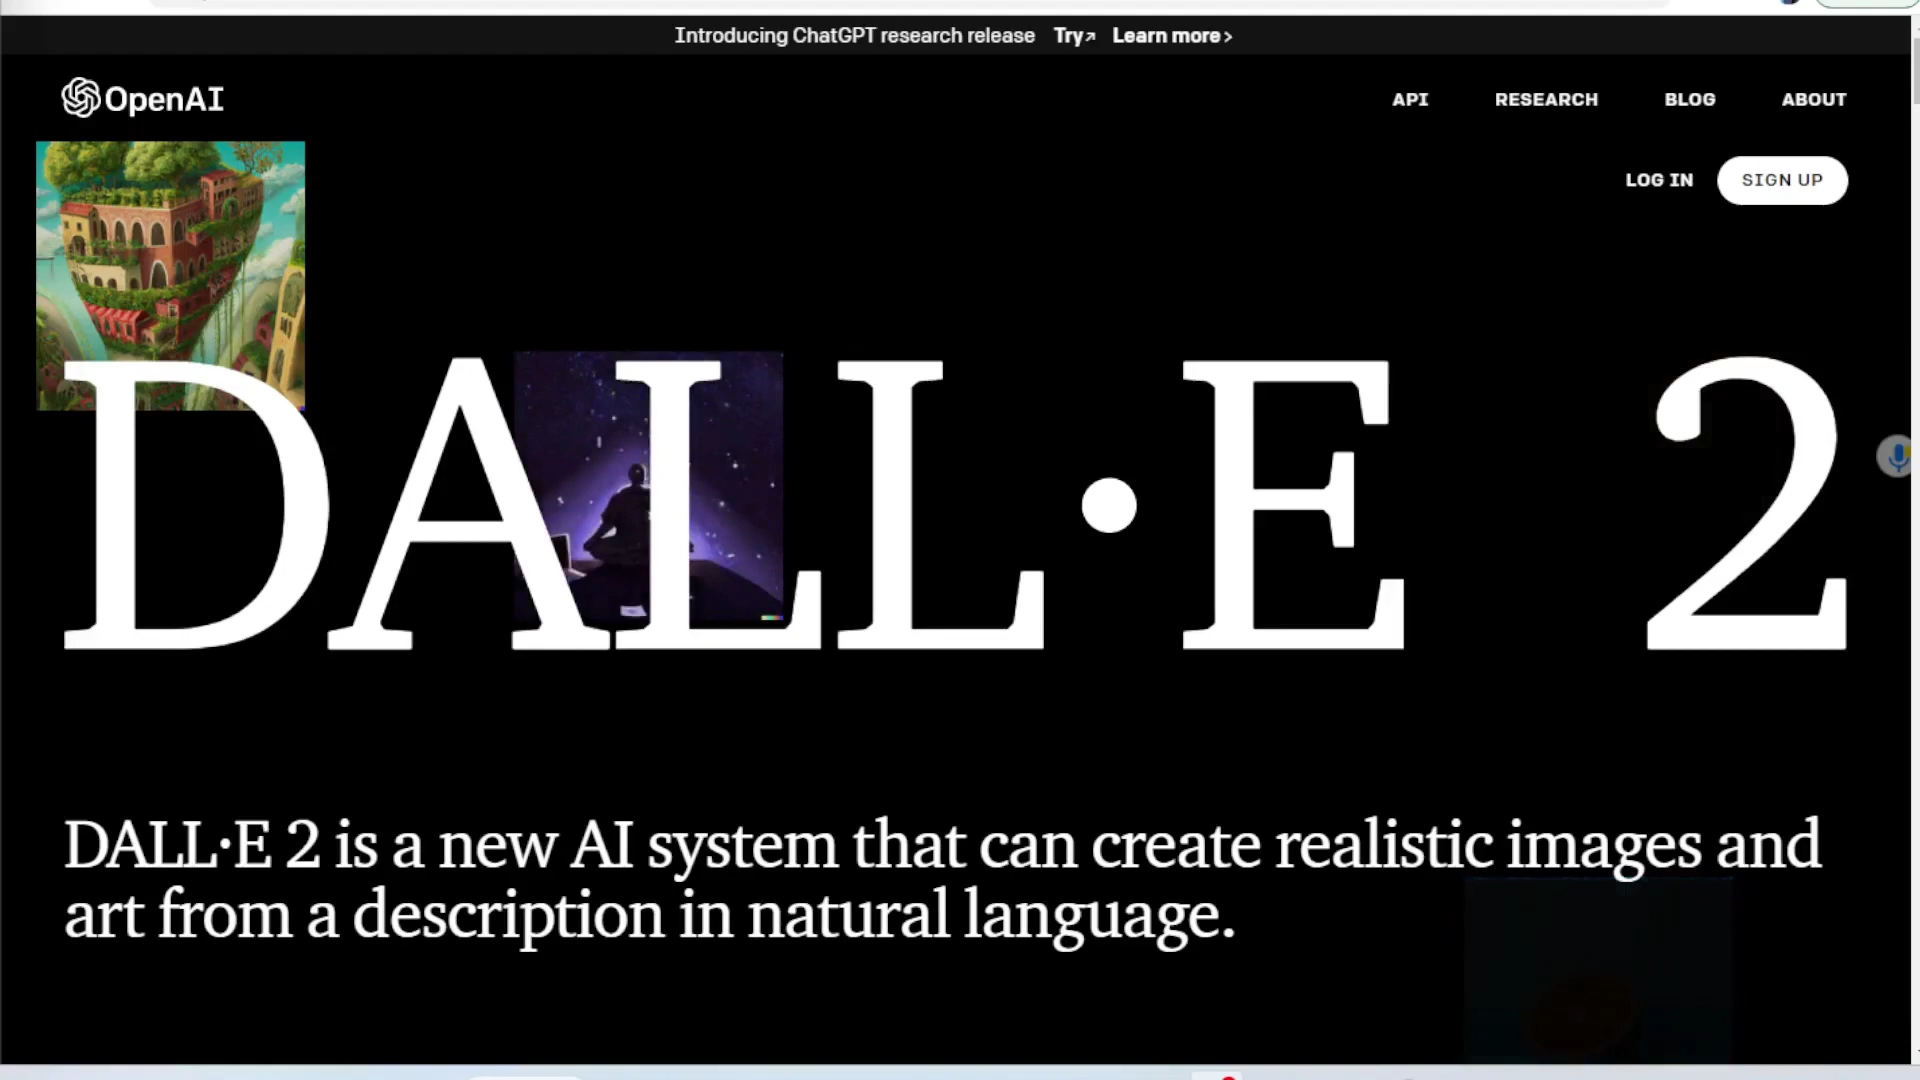 Introducing ChatGPT research release Try↗ Learn more >
OpenAI
API RESEARCH BLOG ABOUT
LOG IN SIGN UP
DALL·E 2
DALL·E 2 is a new AI system that can create realistic images and
art from a description in natural language.